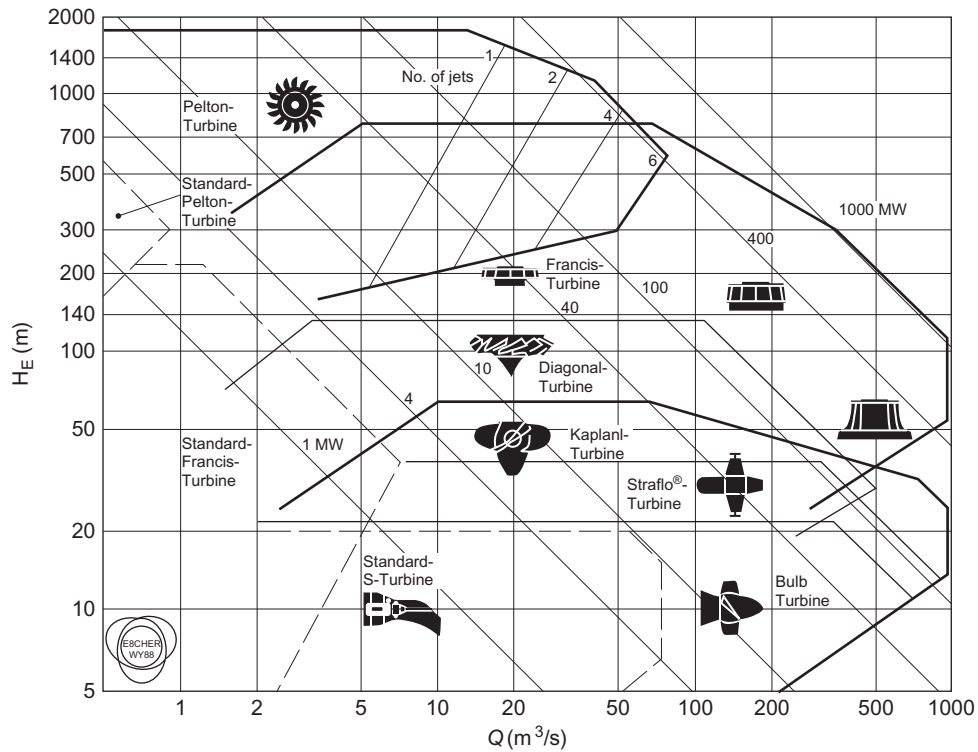 2000
1400
1000
700
500
300
200
140
100
50
20
10
5
H_E (m)
No. of jets
1
2
4
6
Pelton-
Turbine
Standard-
Pelton-
Turbine
1000 MW
400
100
40
10
4
1 MW
Francis-
Turbine
Diagonal-
Turbine
Standard-
Francis-
Turbine
Kaplanl-
Turbine
Straflo®-
Turbine
Standard-
S-Turbine
Bulb
Turbine
E8CHER
WY88
1 2 5 10 20 50 100 200 500 1000
Q (m³/s)